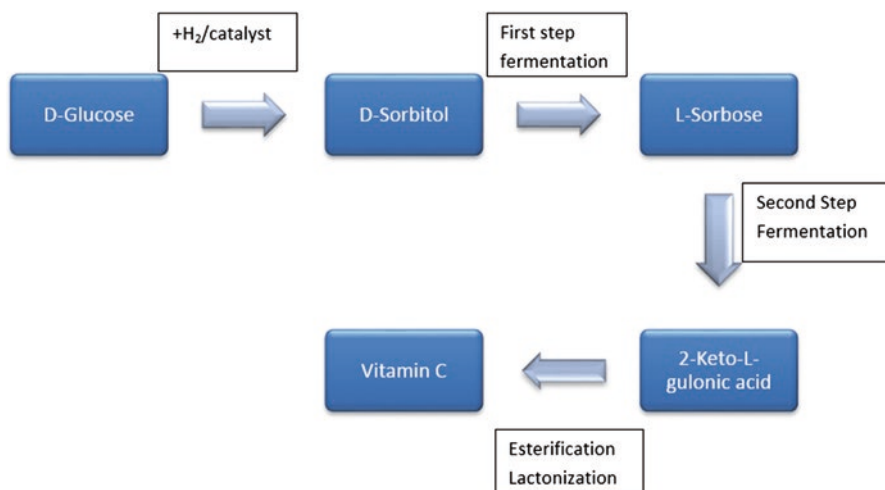 +H₂/catalyst
First step
fermentation
D-Glucose
D-Sorbitol
L-Sorbose
Second Step
Fermentation
2-Keto-L-
gulonic acid
Vitamin C
Esterification
Lactonization